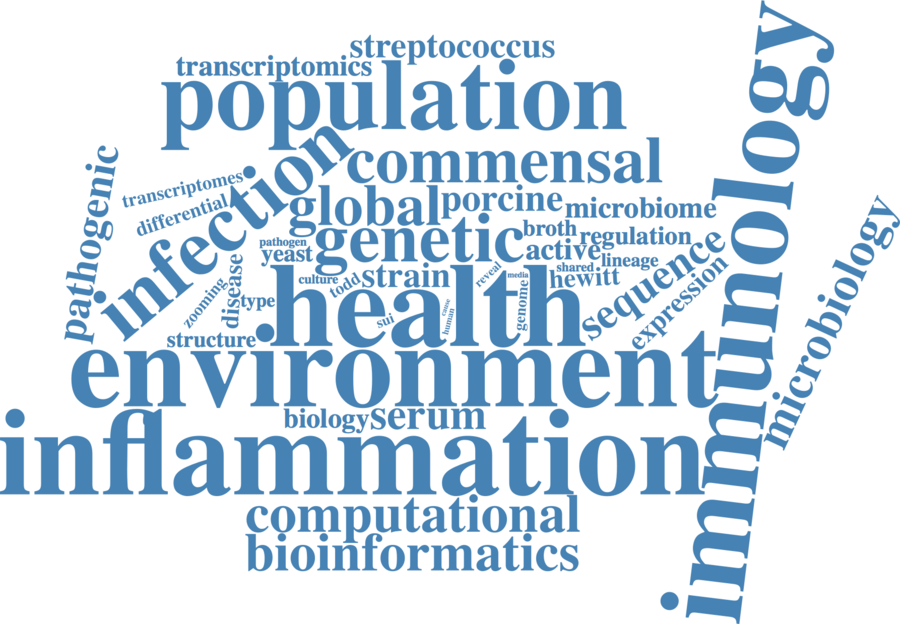 streptococcus
transcriptomics
population
immunology
commensal
infection
pathogenic
transcriptomes
differential
global
porcine
microbiome
microbiology
genetic
broth
regulation
pathogen
yeast
active
lineage
sequence
expression
zooming
disease
type
culture
todd
strain
reveal
media
shared
hewitt
genome
health
sui
cause
human
structure
environment
biology
serum
inflammation
computational
bioinformatics